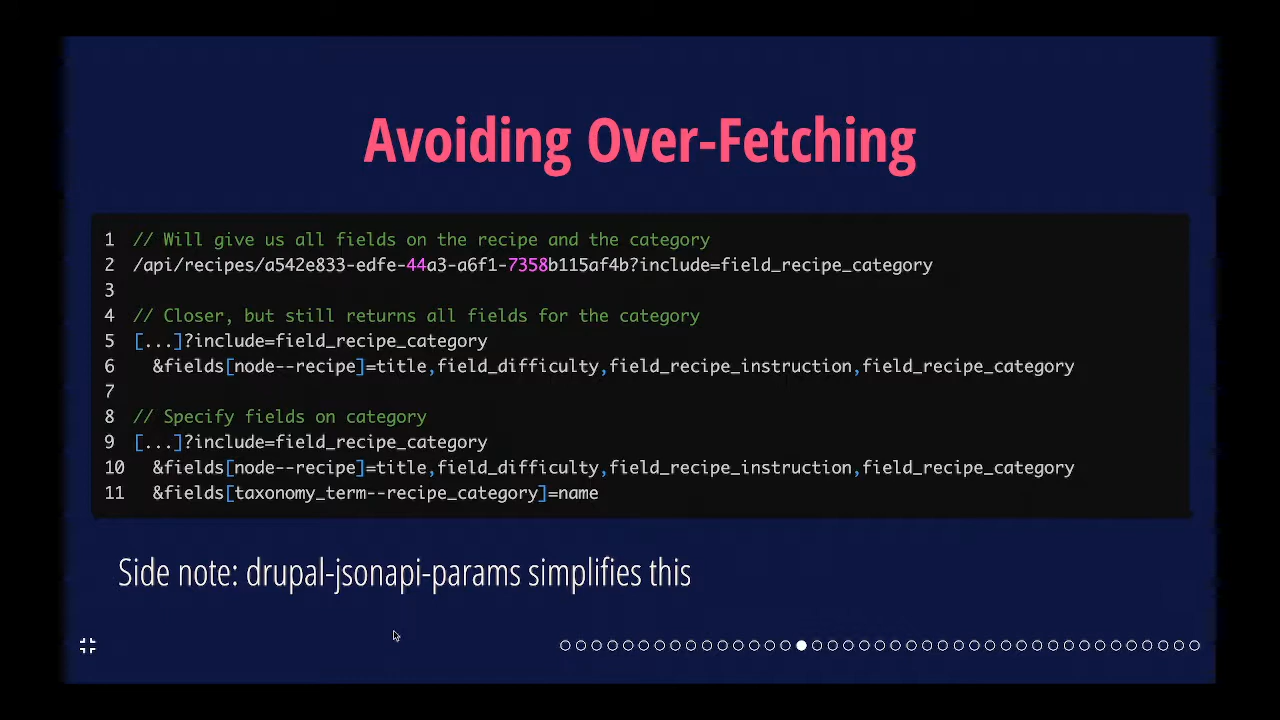 Avoiding Over-Fetching
1 // Will give us all fields on the recipe and the category
2 /api/recipes/a542e833-edfe-44a3-a6f1-7358b115af4b?include=field_recipe_category
3
4 // Closer, but still returns all fields for the category
5 [...]?include=field_recipe_category
6 &fields[node--recipe]=title,field_difficulty,field_recipe_instruction,field_recipe_category
7
8 // Specify fields on category
9 [...]?include=field_recipe_category
10 &fields[node--recipe]=title,field_difficulty,field_recipe_instruction,field_recipe_category
11 &fields[taxonomy_term--recipe_category]=name
Side note: drupal-jsonapi-params simplifies this